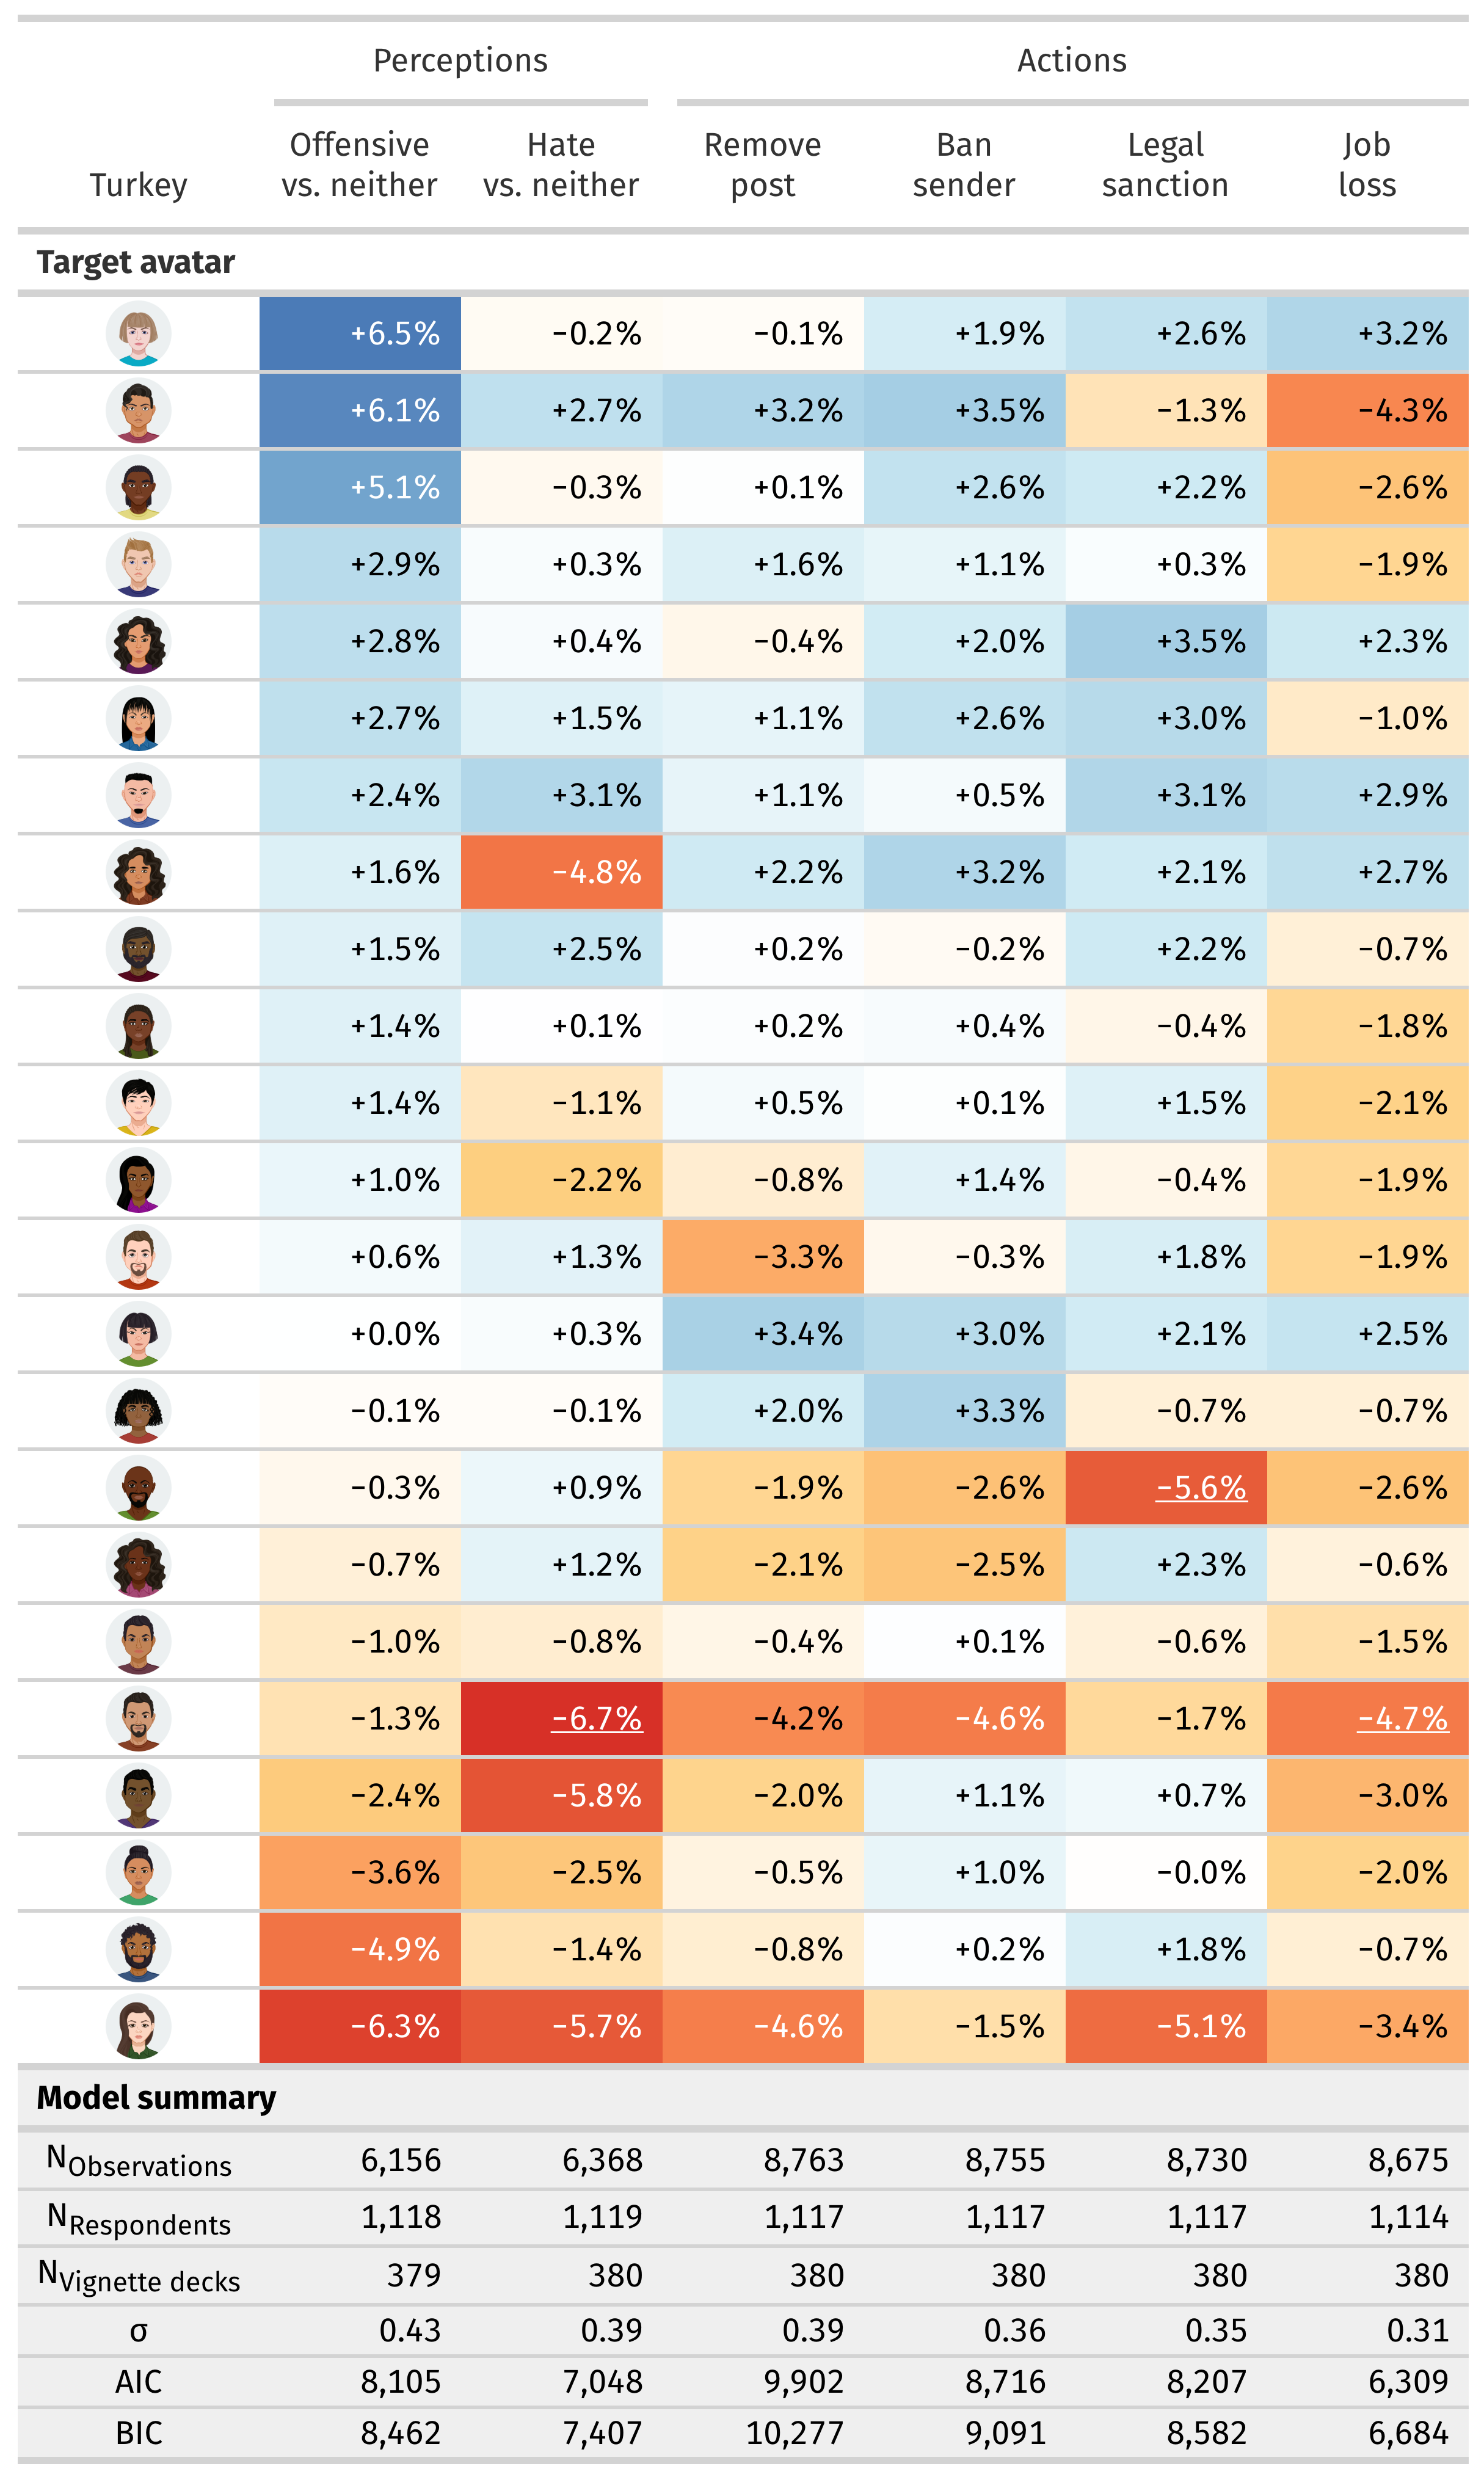 Perceptions Actions
Offensive Hate Remove Ban Legal Job
Turkey vs. neither vs. neither post sender sanction loss
Target avatar
+6.5% −0.2% −0.1% +1.9% +2.6% +3.2%
+6.1% +2.7% +3.2% +3.5% −1.3% −4.3%
+5.1% −0.3% +0.1% +2.6% +2.2% −2.6%
+2.9% +0.3% +1.6% +1.1% +0.3% −1.9%
+2.8% +0.4% −0.4% +2.0% +3.5% +2.3%
+2.7% +1.5% +1.1% +2.6% +3.0% −1.0%
+2.4% +3.1% +1.1% +0.5% +3.1% +2.9%
+1.6% −4.8% +2.2% +3.2% +2.1% +2.7%
+1.5% +2.5% +0.2% −0.2% +2.2% −0.7%
+1.4% +0.1% +0.2% +0.4% −0.4% −1.8%
+1.4% −1.1% +0.5% +0.1% +1.5% −2.1%
+1.0% −2.2% −0.8% +1.4% −0.4% −1.9%
+0.6% +1.3% −3.3% −0.3% +1.8% −1.9%
+0.0% +0.3% +3.4% +3.0% +2.1% +2.5%
−0.1% −0.1% +2.0% +3.3% −0.7% −0.7%
−0.3% +0.9% −1.9% −2.6% −5.6% −2.6%
−0.7% +1.2% −2.1% −2.5% +2.3% −0.6%
−1.0% −0.8% −0.4% +0.1% −0.6% −1.5%
−1.3% −6.7% −4.2% −4.6% −1.7% −4.7%
−2.4% −5.8% −2.0% +1.1% +0.7% −3.0%
−3.6% −2.5% −0.5% +1.0% −0.0% −2.0%
−4.9% −1.4% −0.8% +0.2% +1.8% −0.7%
−6.3% −5.7% −4.6% −1.5% −5.1% −3.4%
Model summary
NObservations 6,156 6,368 8,763 8,755 8,730 8,675
NRespondents 1,118 1,119 1,117 1,117 1,117 1,114
NVignette decks 379 380 380 380 380 380
σ 0.43 0.39 0.39 0.36 0.35 0.31
AIC 8,105 7,048 9,902 8,716 8,207 6,309
BIC 8,462 7,407 10,277 9,091 8,582 6,684